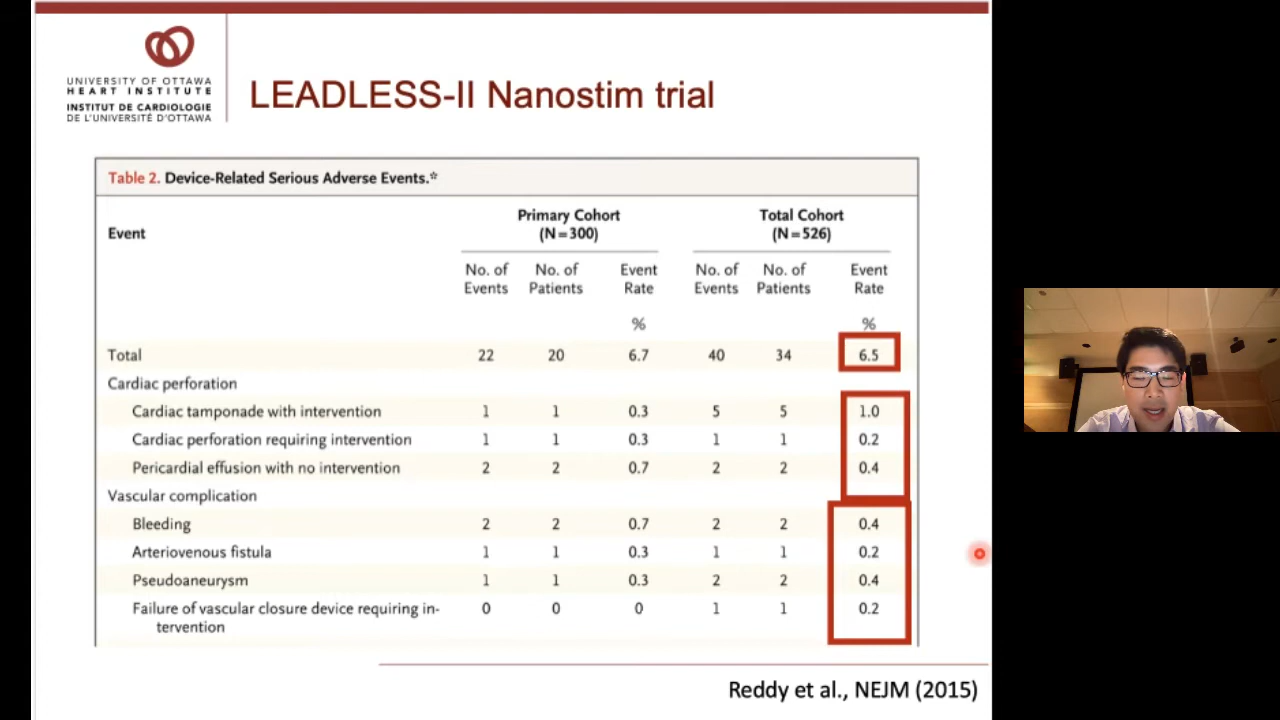 UNIVERSITY OF OTTAWA
HEART INSTITUTE
INSTITUT DE CARDIOLOGIE
DE L'UNIVERSITÉ D'OTTAWA
LEADLESS-II Nanostim trial
Table 2. Device-Related Serious Adverse Events.*
Event
Primary Cohort
(N=300)
Total Cohort
(N=526)
No. of Events
No. of Patients
Event Rate
No. of Events
No. of Patients
Event Rate
% %
Total 22 20 6.7 40 34 6.5
Cardiac perforation
Cardiac tamponade with intervention 1 1 0.3 5 5 1.0
Cardiac perforation requiring intervention 1 1 0.3 1 1 0.2
Pericardial effusion with no intervention 2 2 0.7 2 2 0.4
Vascular complication
Bleeding 2 2 0.7 2 2 0.4
Arteriovenous fistula 1 1 0.3 1 1 0.2
Pseudoaneurysm 1 1 0.3 2 2 0.4
Failure of vascular closure device requiring in- 0 0 0 1 1 0.2
tervention
Reddy et al., NEJM (2015)